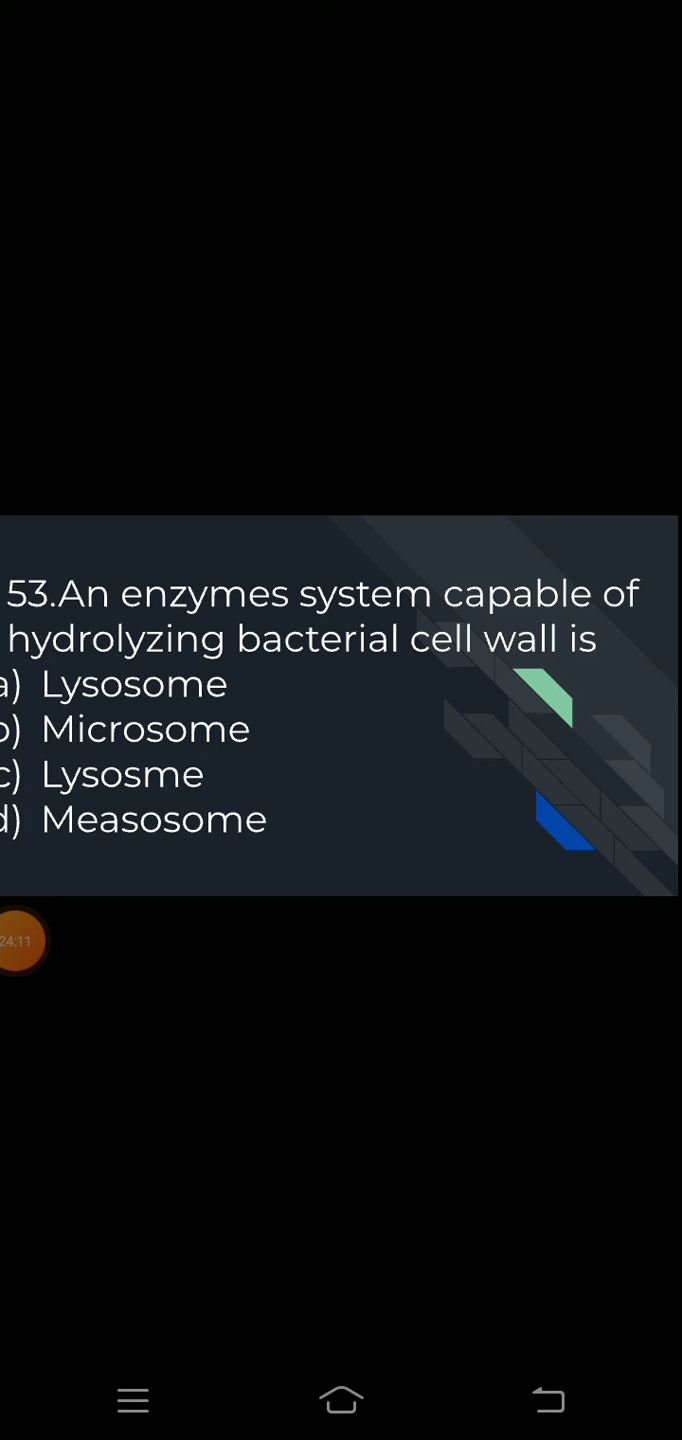 53.An enzymes system capable of
hydrolyzing bacterial cell wall is
a) Lysosome
b) Microsome
c) Lysosme
d) Measosome
24:11